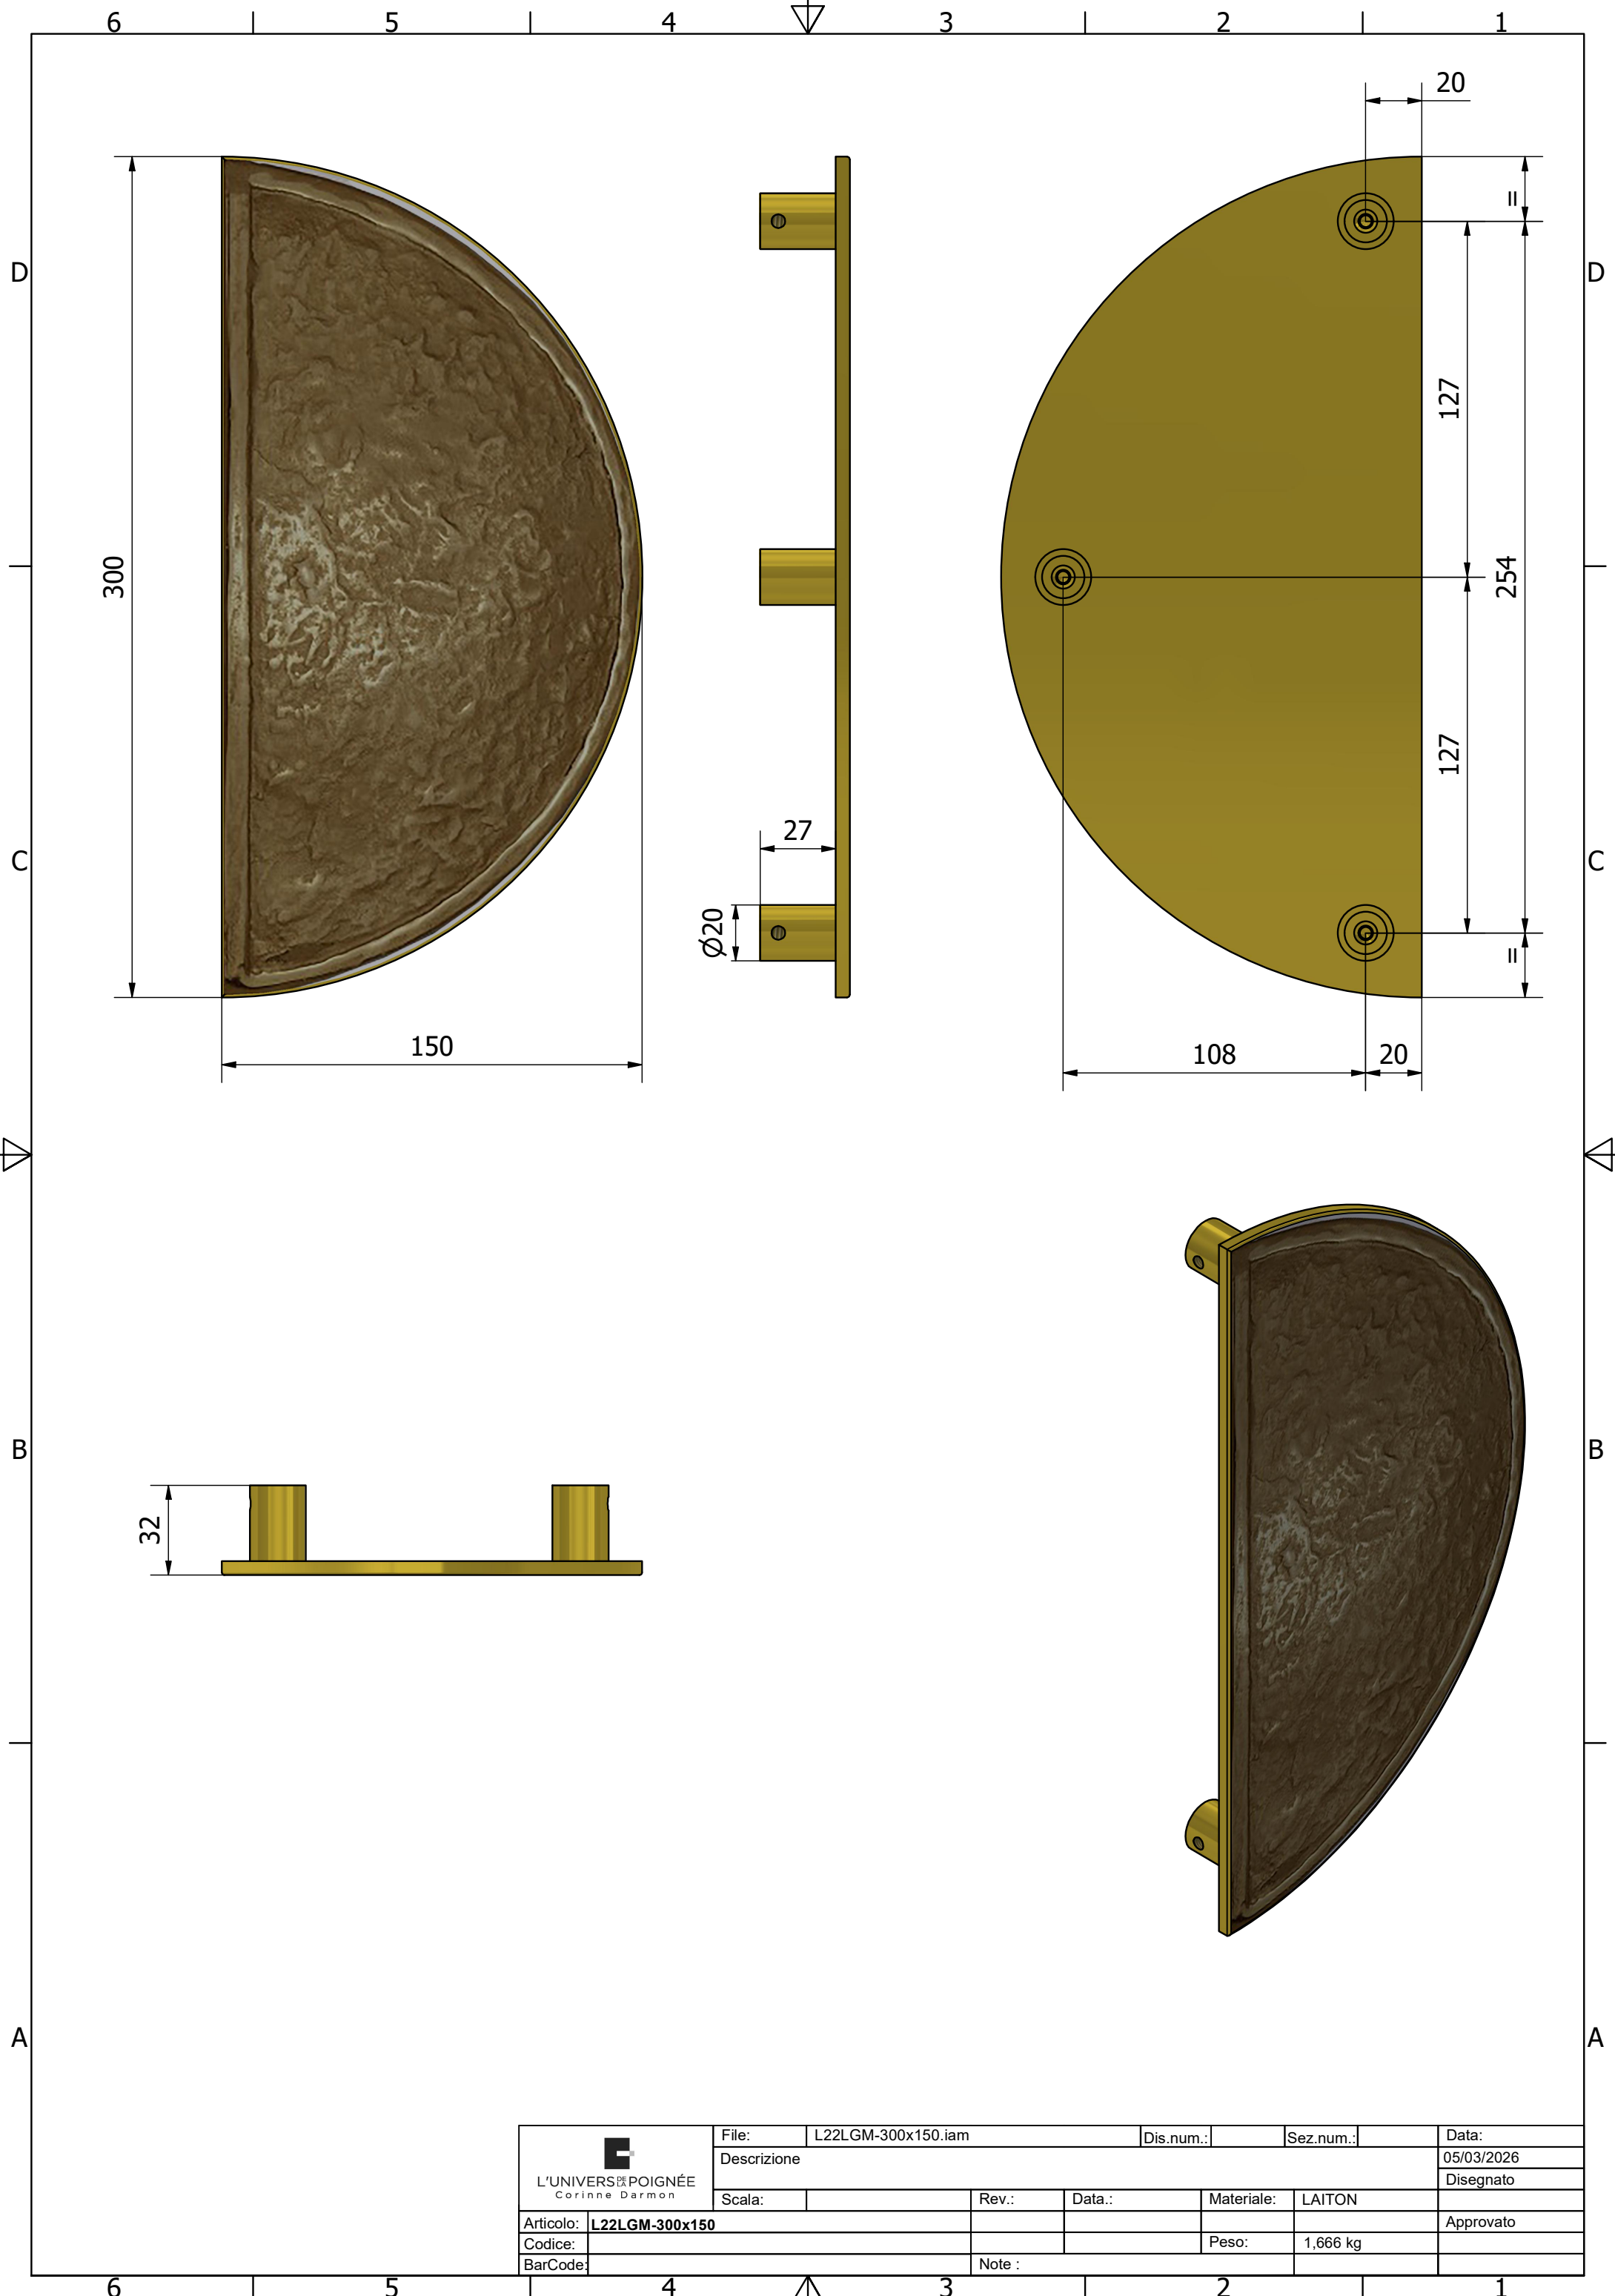 6 5 4 3 2 1
20
=
D D
127
300
254
127
27
C C
Ø20
=
150
108 20
B B
32
A A
File: L22LGM-300x150.iam Dis.num.: Sez.num.: Data:
Descrizione 05/03/2026
L'UNIVERS DE LA POIGNÉE Disegnato
Corinne Darmon
Scala: Rev.: Data.: Materiale: LAITON
Articolo: L22LGM-300x150 Approvato
Codice: Peso: 1,666 kg
BarCode: Note :
6 5 4 3 2 1